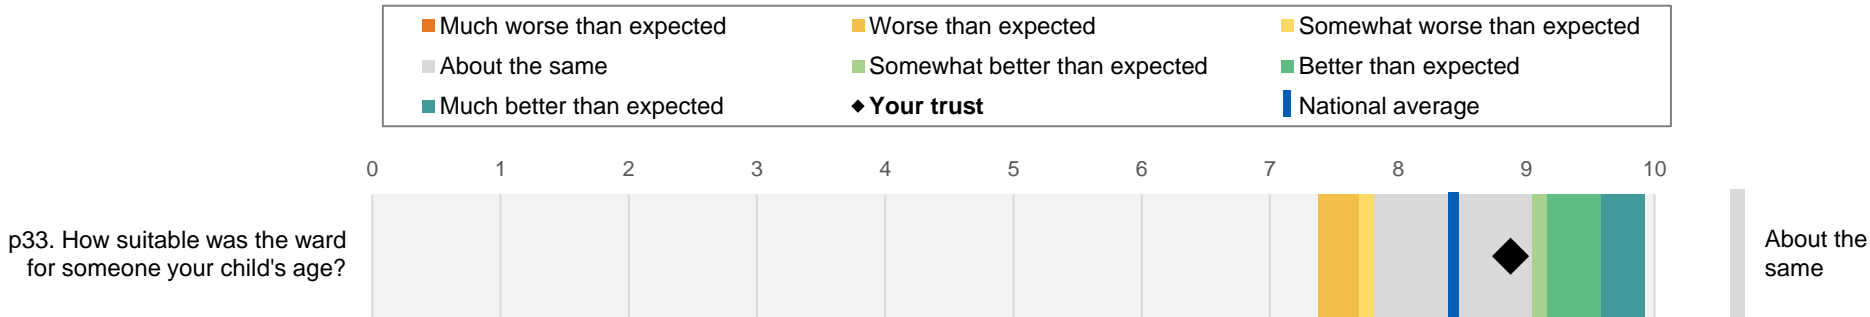 Much worse than expected
Worse than expected
Somewhat worse than expected
About the same
Somewhat better than expected
Better than expected
Much better than expected
Your trust
National average
0 1 2 3 4 5 6 7 8 9 10
p33. How suitable was the ward
for someone your child's age?
About the
same